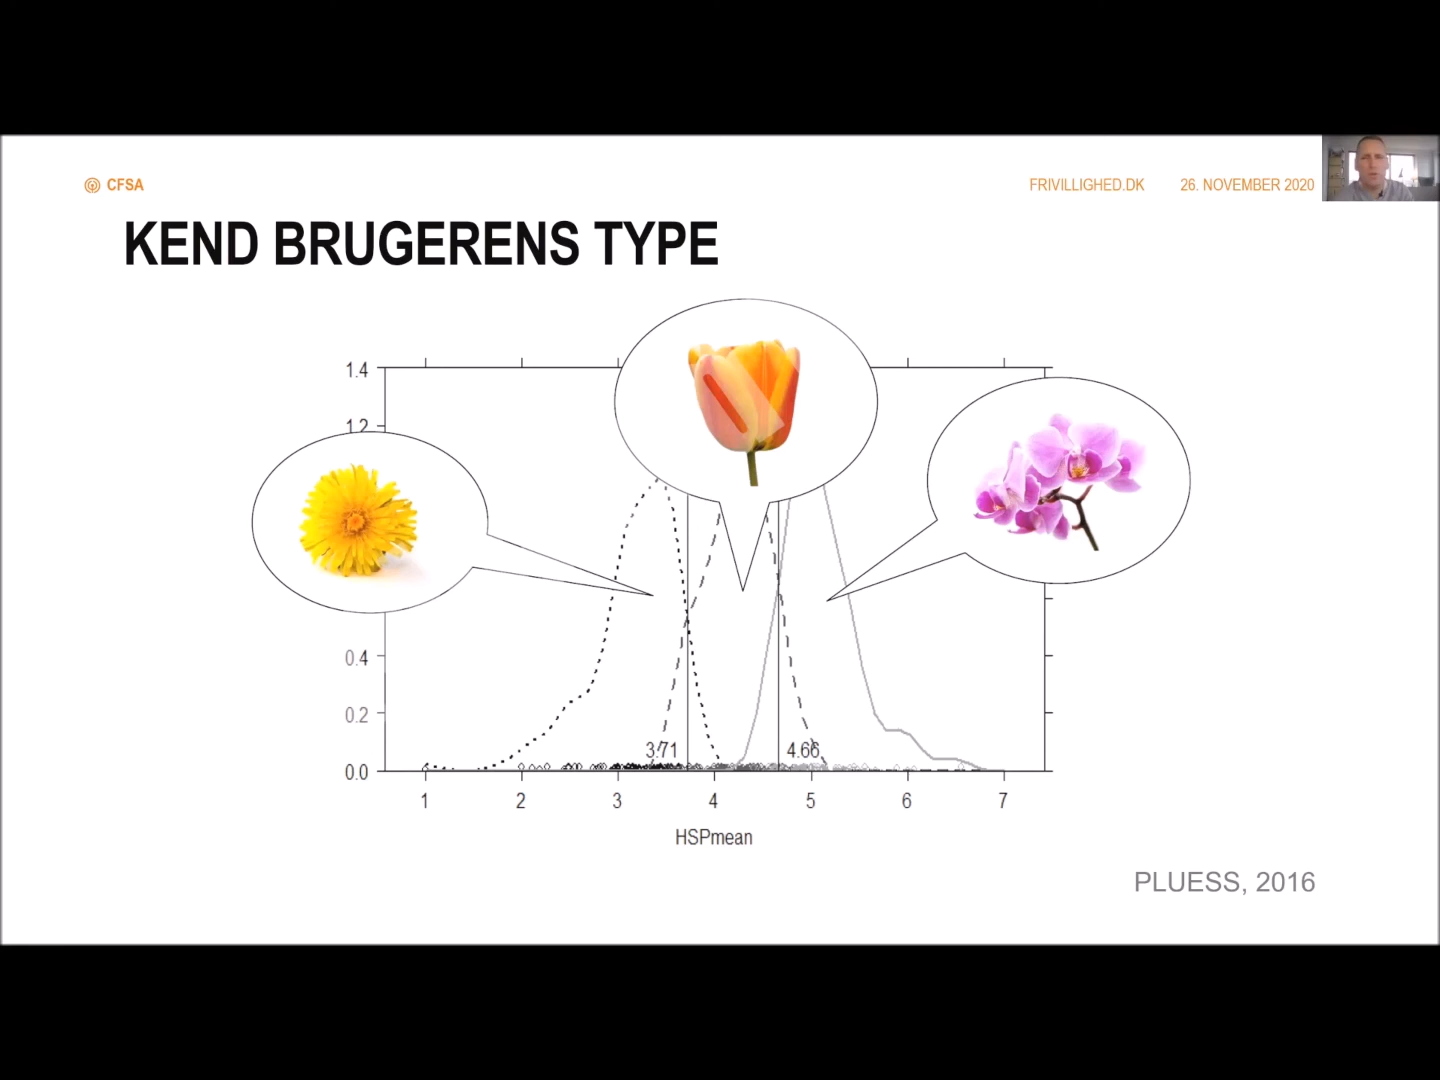 CFSA
FRIVILLIGHED.DK
26. NOVEMBER 2020
KEND BRUGERENS TYPE
1.4
1.2
0.4
0.2
0.0
3.71
4.66
1 2 3 4 5 6 7
HSPmean
PLUESS, 2016